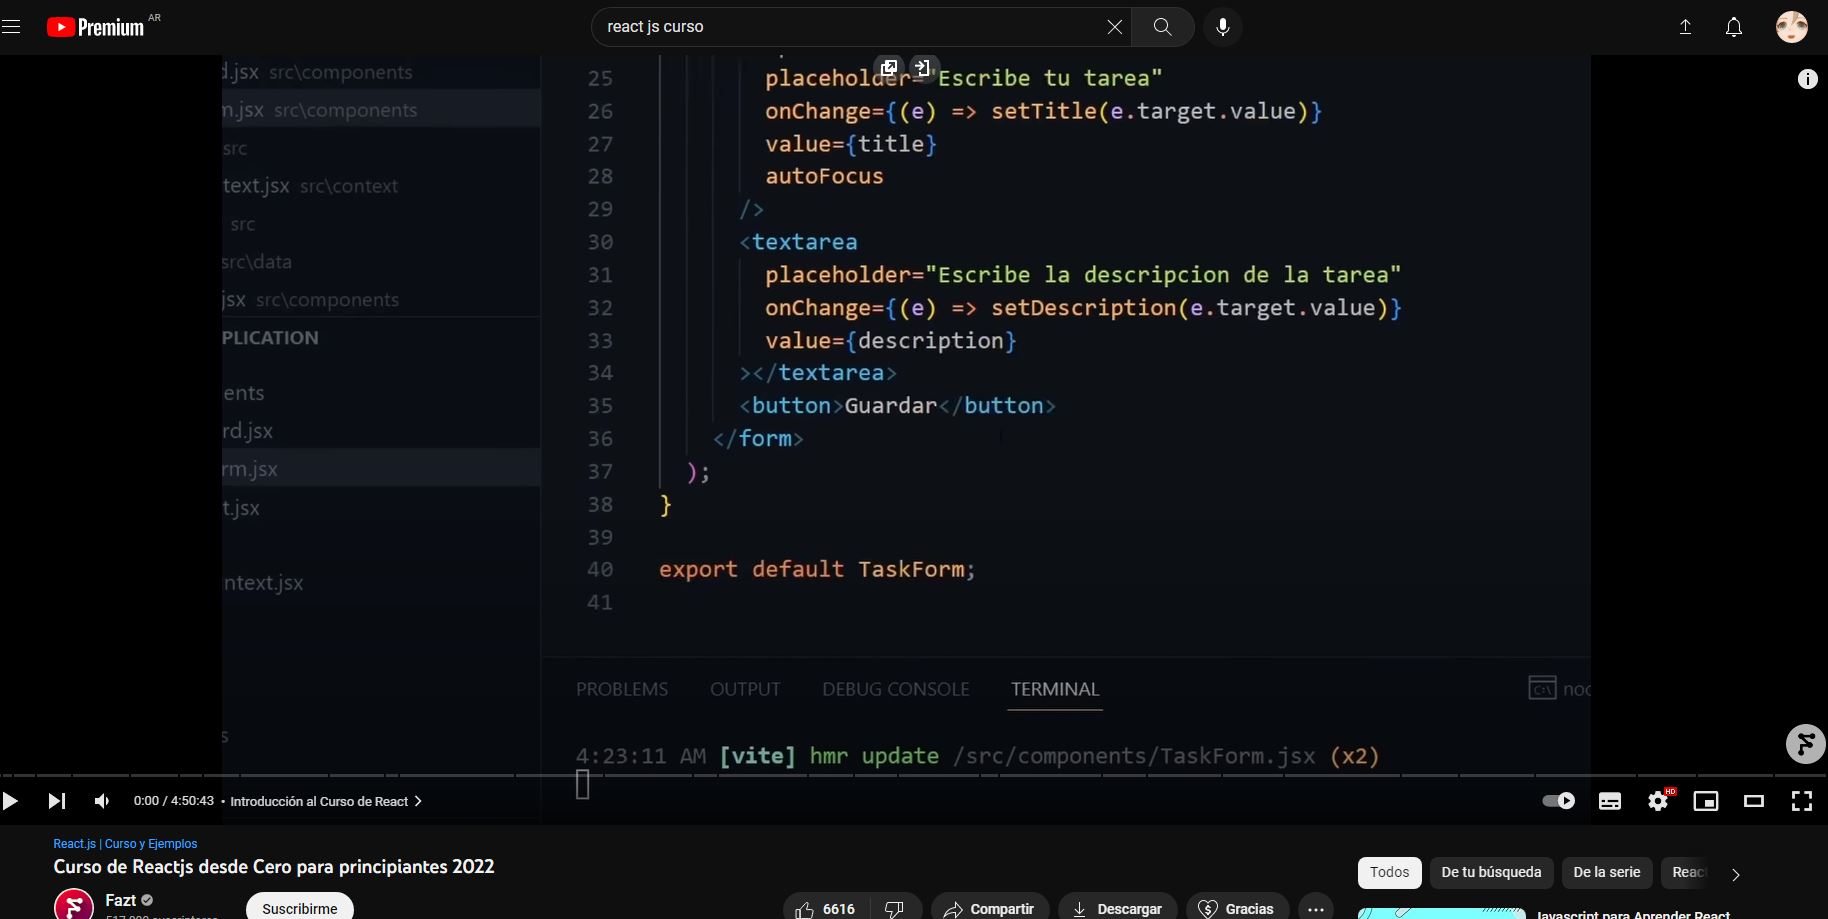 Premium AR
react js curso
d.jsx src\components
m.jsx src\components
src
text.jsx src\context
src
src\data
jsx src\components
PLICATION
ents
rd.jsx
rm.jsx
t.jsx
ntext.jsx
s
25 placeholder="Escribe tu tarea"
26 onChange={(e) => setTitle(e.target.value)}
27 value={title}
28 autoFocus
29 />
30 <textarea
31 placeholder="Escribe la descripcion de la tarea"
32 onChange={(e) => setDescription(e.target.value)}
33 value={description}
34 ></textarea>
35 <button>Guardar</button>
36 </form>
37 );
38 }
39
40 export default TaskForm;
41
PROBLEMS OUTPUT DEBUG CONSOLE TERMINAL
4:23:11 AM [vite] hmr update /src/components/TaskForm.jsx (x2)
0:00 / 4:50:43 • Introducción al Curso de React
HD
React.js | Curso y Ejemplos
Curso de Reactjs desde Cero para principiantes 2022
Fazt
Suscribirme
6616
Compartir
Descargar
Gracias
Todos
De tu búsqueda
De la serie
Reac
Javascript para Aprender React